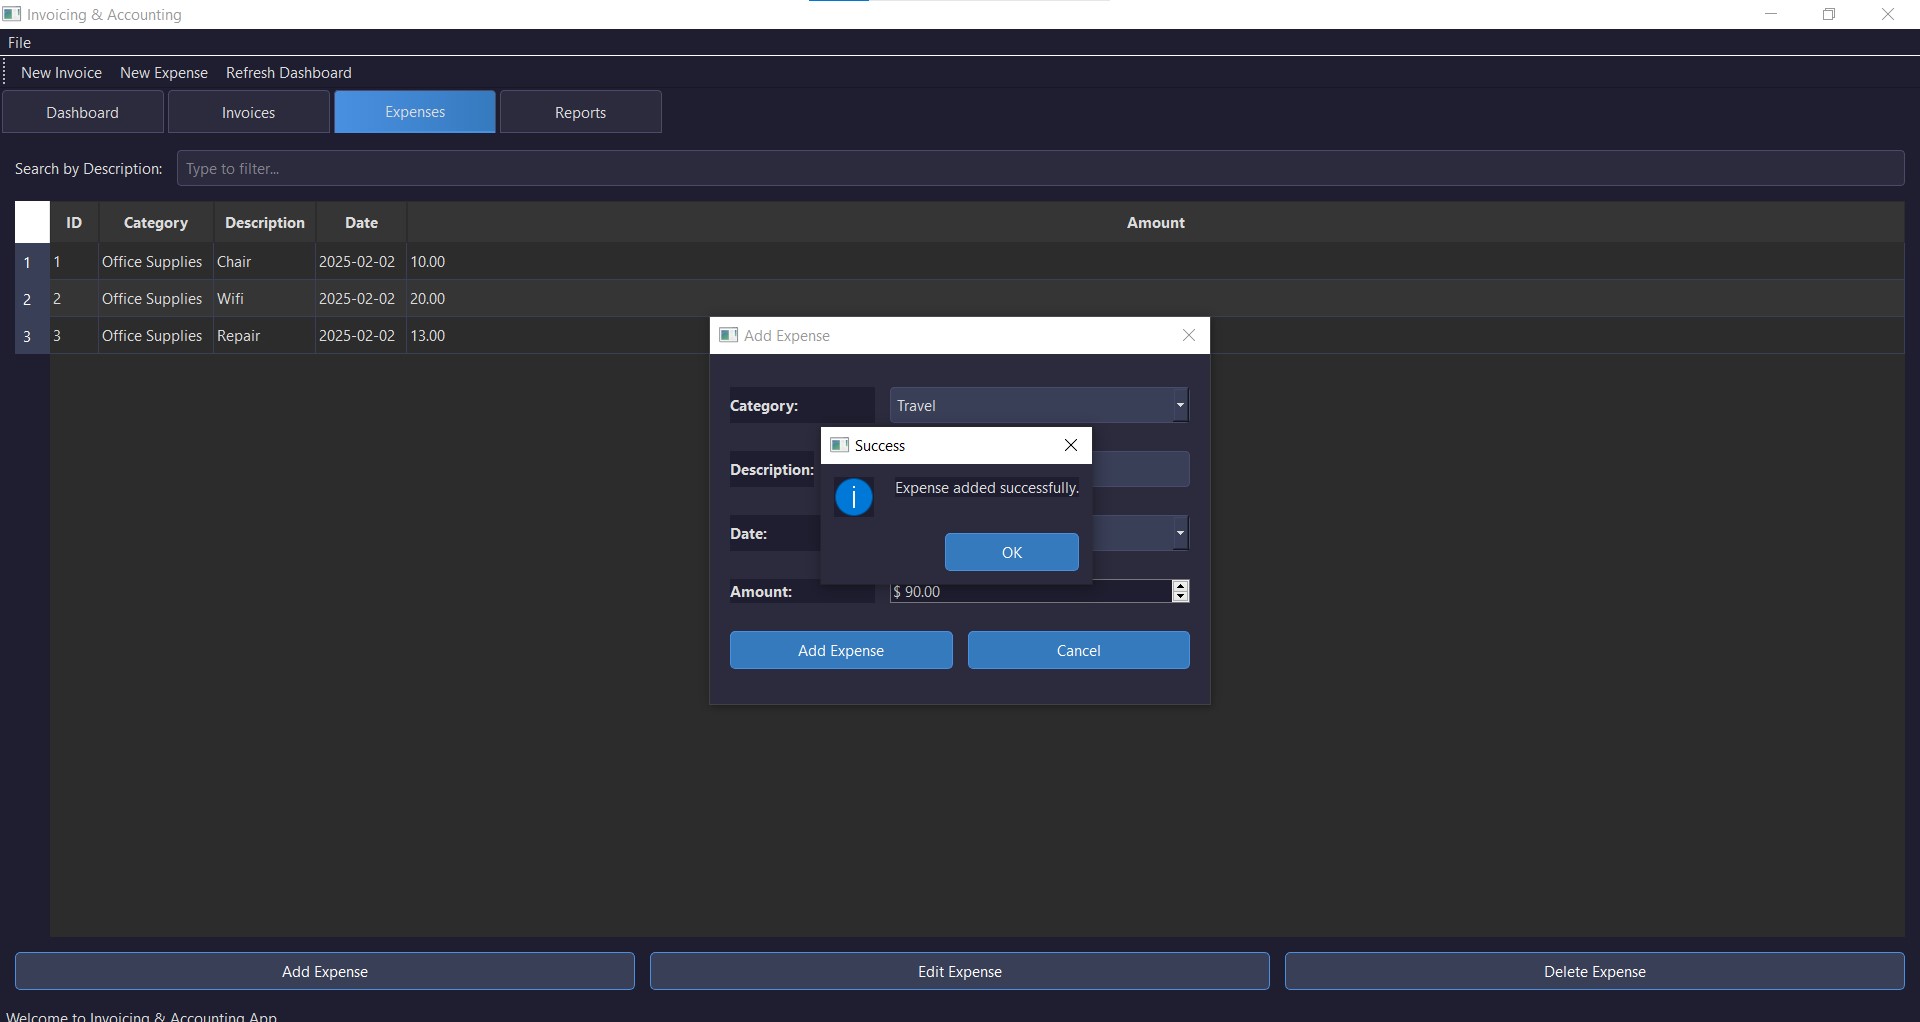 Invoicing & Accounting
File
New Invoice New Expense Refresh Dashboard
Dashboard Invoices Expenses Reports
Search by Description: Type to filter...
ID Category Description Date Amount
1 1 Office Supplies Chair 2025-02-02 10.00
2 2 Office Supplies Wifi 2025-02-02 20.00
3 3 Office Supplies Repair 2025-02-02 13.00
Add Expense
Category: Travel
Success
Description:
Expense added successfully.
Date:
OK
Amount: $ 90.00
Add Expense Cancel
Add Expense Edit Expense Delete Expense
Welcome to Invoicing & Accounting App